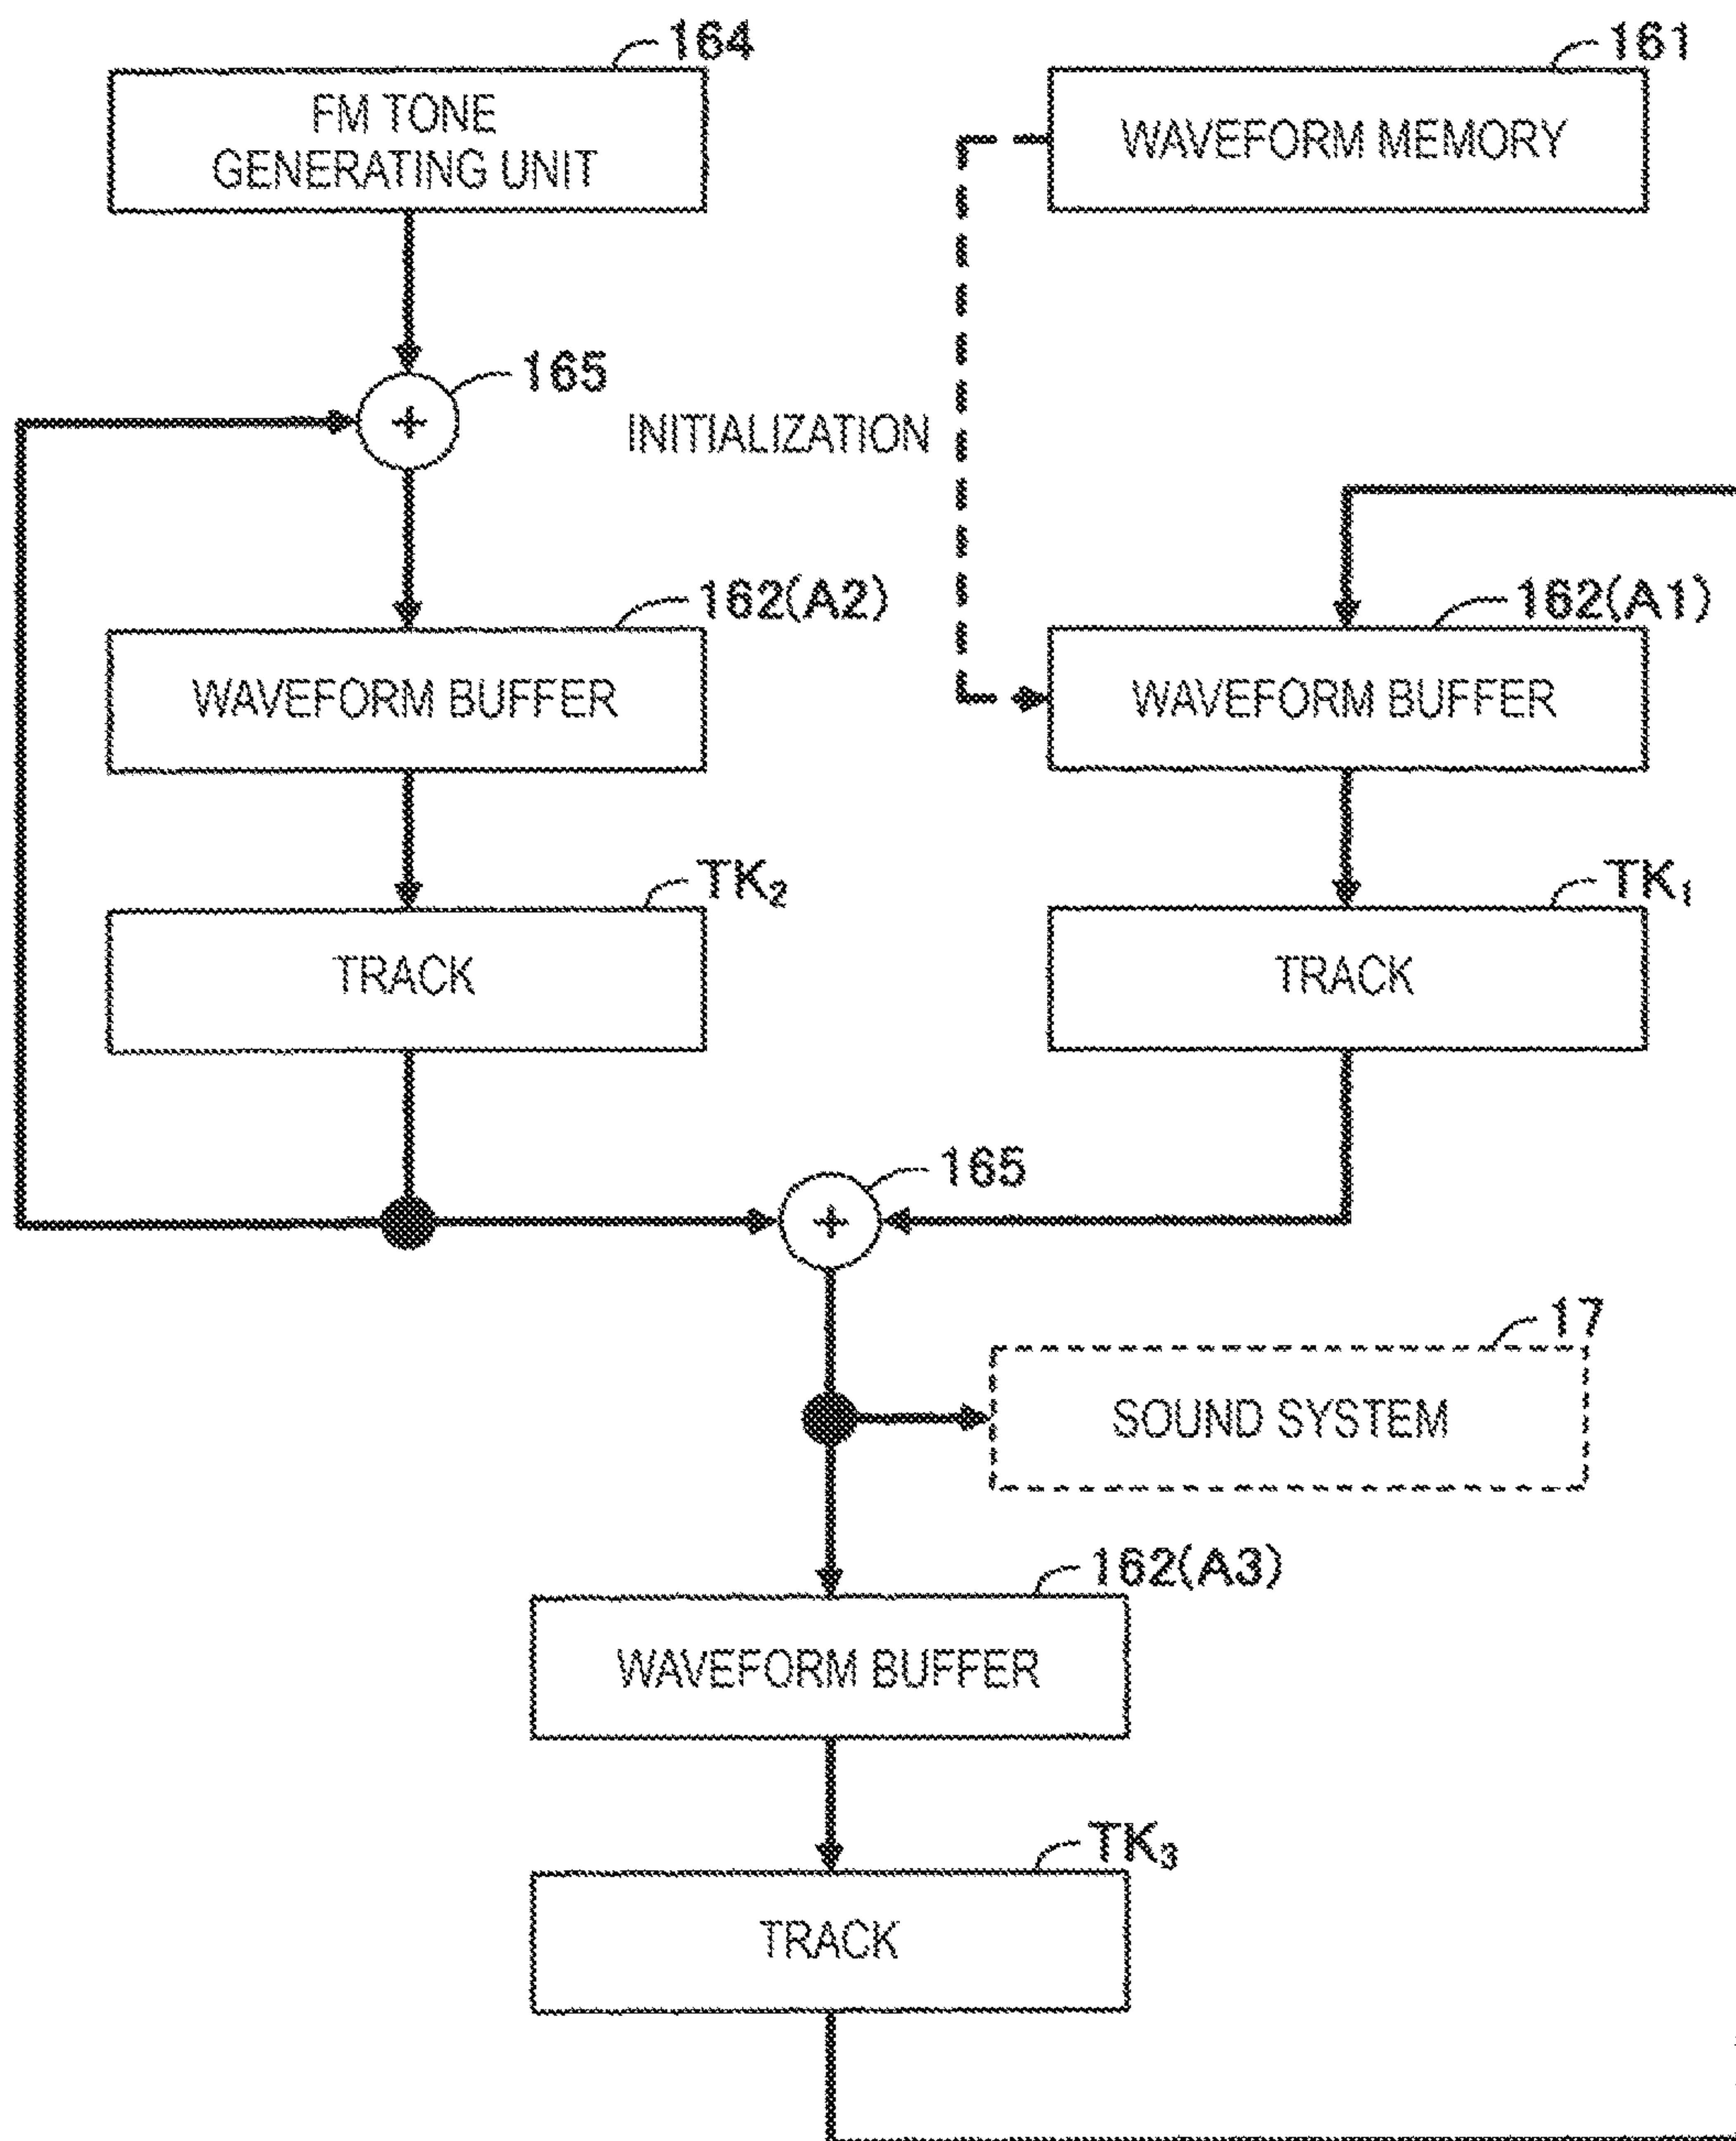 164
161
FM TONE
GENERATING UNIT
WAVEFORM MEMORY
165
+
INITIALIZATION
162(A2)
162(A1)
WAVEFORM BUFFER
WAVEFORM BUFFER
TK₂
TK₁
TRACK
TRACK
165
+
17
SOUND SYSTEM
162(A3)
WAVEFORM BUFFER
TK₃
TRACK